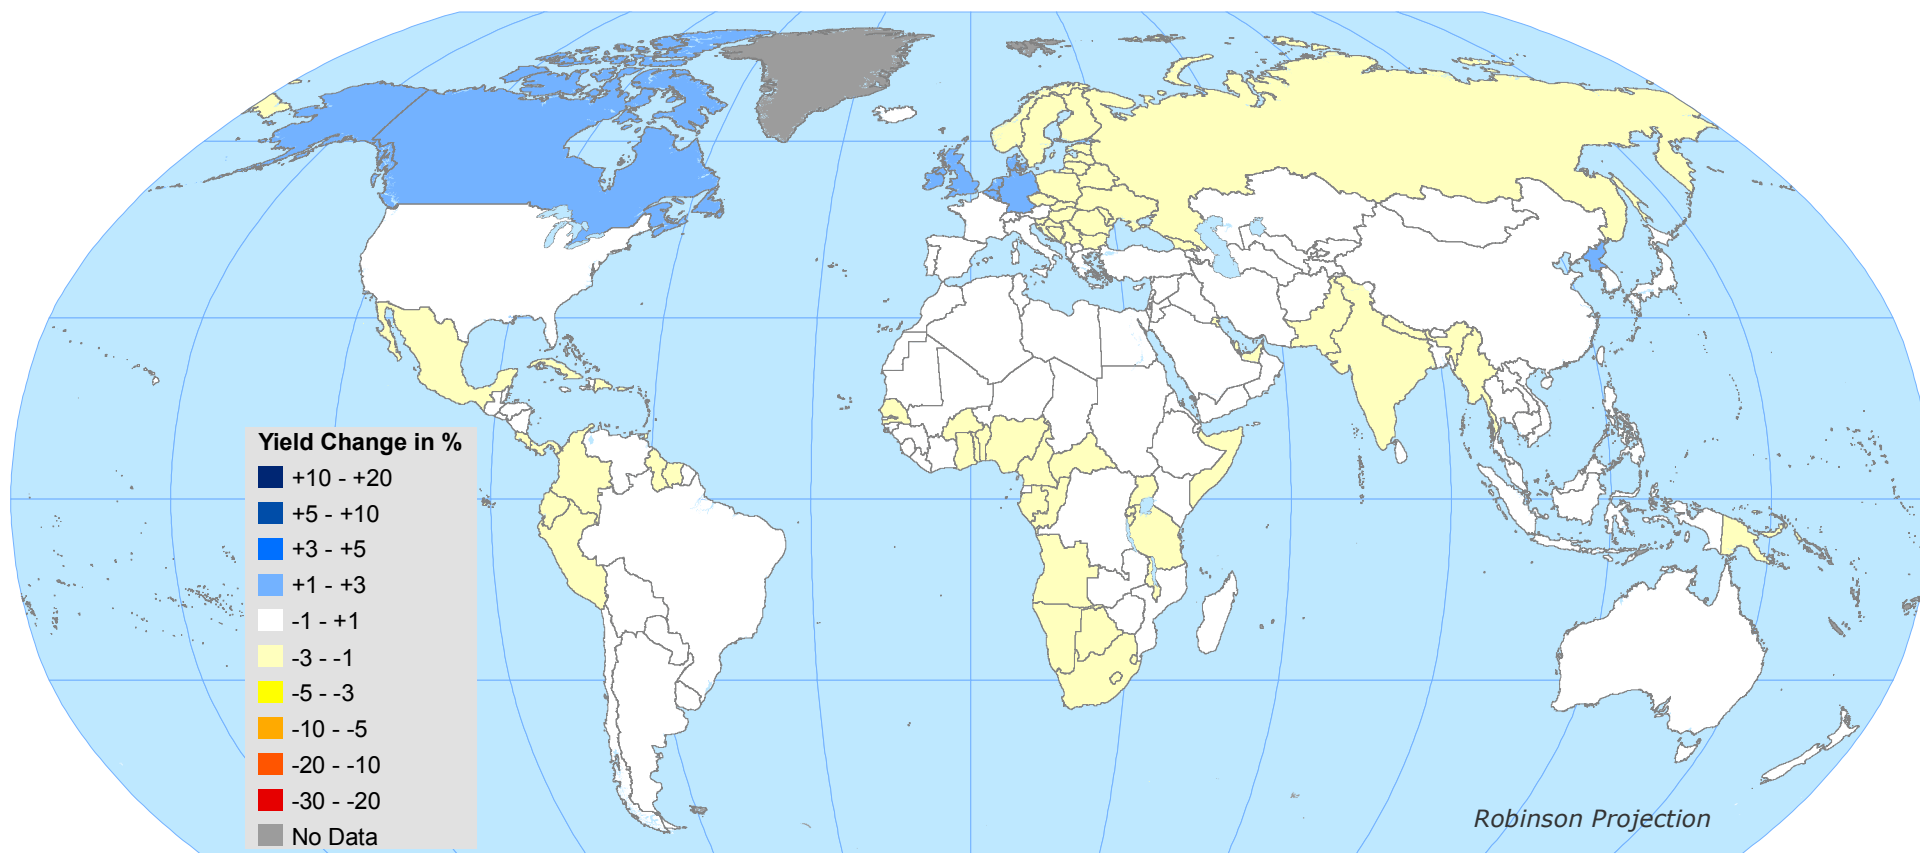 Yield Change in %
+10 - +20
+5 - +10
+3 - +5
+1 - +3
-1 - +1
-3 - -1
-5 - -3
-10 - -5
-20 - -10
-30 - -20
No Data
Robinson Projection